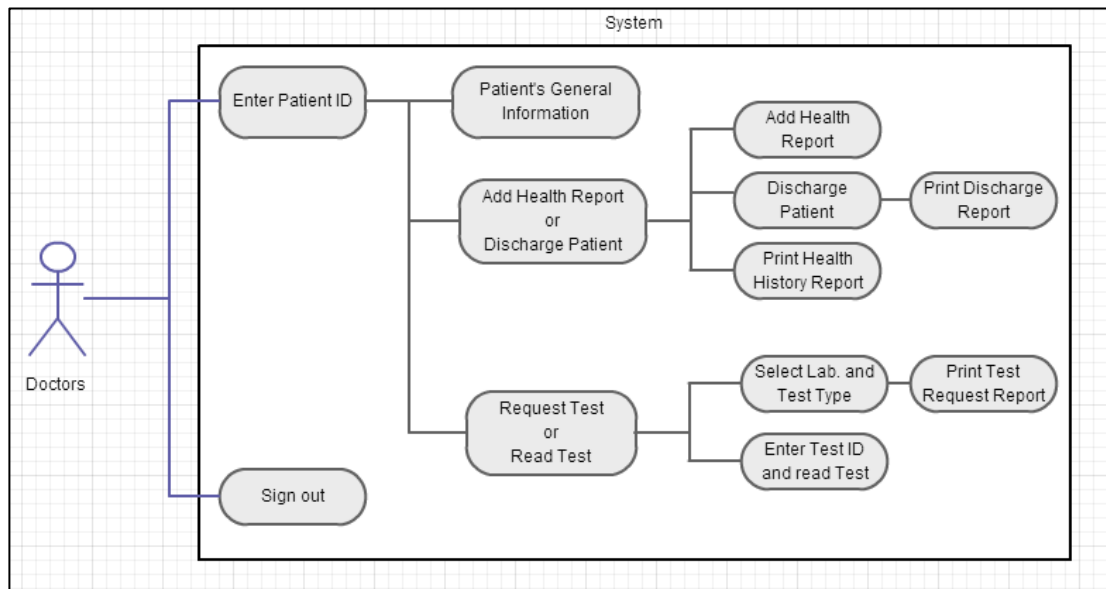 System
Enter Patient ID
Patient's General
Information
Add Health
Report
Add Health Report
or
Discharge Patient
Discharge
Patient
Print Discharge
Report
Print Health
History Report
Doctors
Request Test
or
Read Test
Select Lab. and
Test Type
Print Test
Request Report
Enter Test ID
and read Test
Sign out